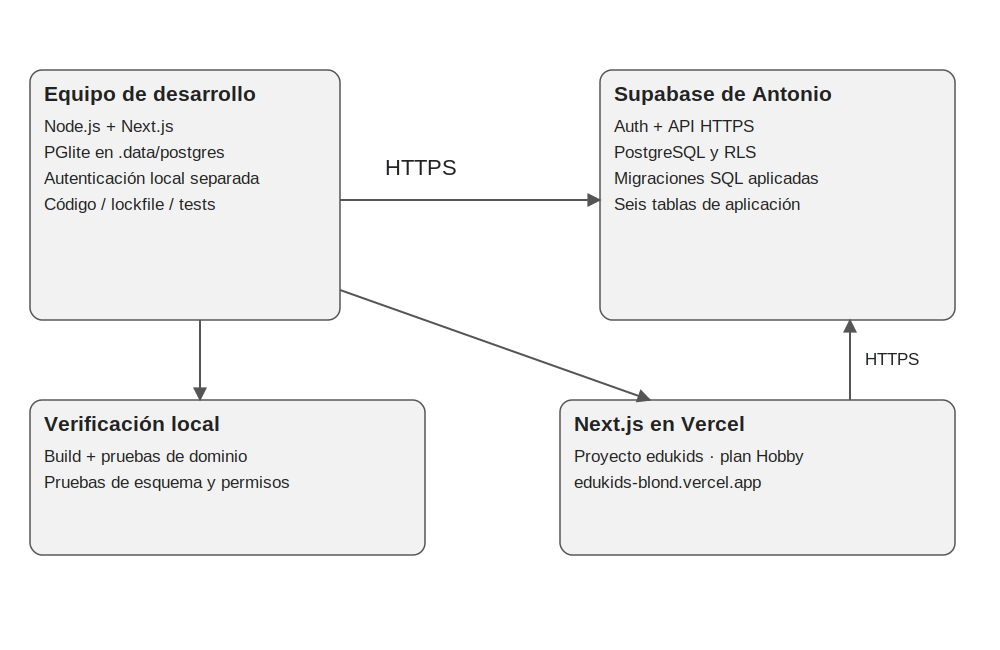 Equipo de desarrollo
Node.js + Next.js
PGlite en .data/postgres
Autenticación local separada
Código / lockfile / tests
HTTPS
Supabase de Antonio
Auth + API HTTPS
PostgreSQL y RLS
Migraciones SQL aplicadas
Seis tablas de aplicación
HTTPS
Verificación local
Build + pruebas de dominio
Pruebas de esquema y permisos
Next.js en Vercel
Proyecto edukids · plan Hobby
edukids-blond.vercel.app